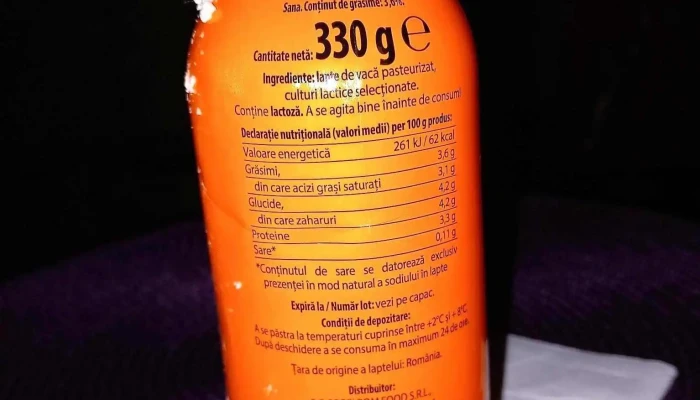 Sana. Conținut de grăsime: 3,6%.
Cantitate netă: 330 g ℮
Ingrediente: lapte de vacă pasteurizat,
culturi lactice selecționate.
Conține lactoză. A se agita bine înainte de consum
Declarație nutrițională (valori medii) per 100 g produs:
Valoare energetică 261 kJ / 62 kcal
Grăsimi, 3,6 g
din care acizi grași saturați 3,1 g
Glucide, 4,2 g
din care zaharuri 4,2 g
Proteine 3,3 g
Sare* 0,11 g
*Conținutul de sare se datorează exclusiv
prezenței în mod natural a sodiului în lapte
Expiră la / Număr lot: vezi pe capac.
Condiții de depozitare:
A se păstra la temperaturi cuprinse între +2°C și +8°C.
După deschidere a se consuma în maximum 24 de ore.
Țara de origine a laptelui: România.
Distribuitor:
FOOD S.R.L.